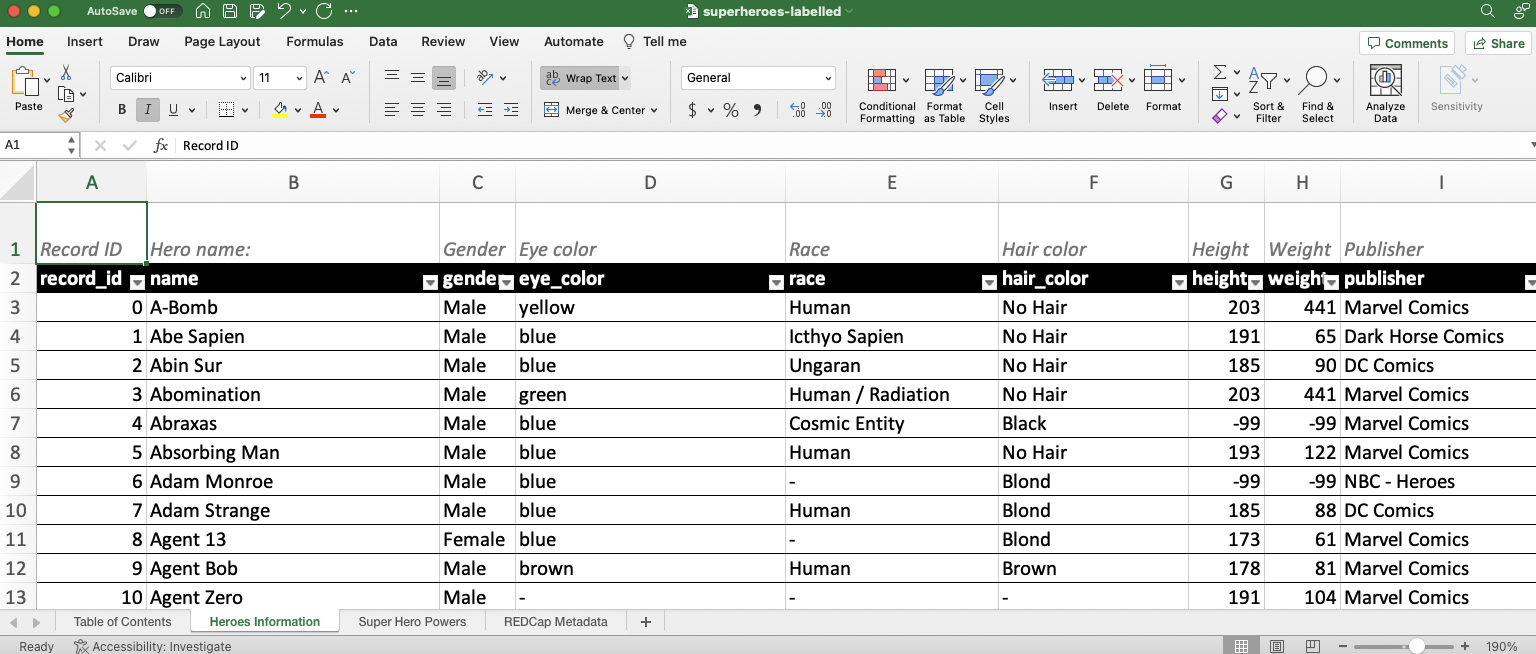 AutoSave OFF superheroes-labelled
Home Insert Draw Page Layout Formulas Data Review View Automate Tell me Comments Share
Calibri 11 Wrap Text General
Paste B I U A Merge & Center $ % Conditional Formatting Format as Table Cell Styles Insert Delete Format Sort & Filter Find & Select Analyze Data Sensitivity
A1 fx Record ID
A B C D E F G H I
1 Record ID Hero name: Gender Eye color Race Hair color Height Weight Publisher
2 record_id name gende eye_color race hair_color height weight publisher
3 0 A-Bomb Male yellow Human No Hair 203 441 Marvel Comics
4 1 Abe Sapien Male blue Icthyo Sapien No Hair 191 65 Dark Horse Comics
5 2 Abin Sur Male blue Ungaran No Hair 185 90 DC Comics
6 3 Abomination Male green Human / Radiation No Hair 203 441 Marvel Comics
7 4 Abraxas Male blue Cosmic Entity Black -99 -99 Marvel Comics
8 5 Absorbing Man Male blue Human No Hair 193 122 Marvel Comics
9 6 Adam Monroe Male blue - Blond -99 -99 NBC - Heroes
10 7 Adam Strange Male blue Human Blond 185 88 DC Comics
11 8 Agent 13 Female blue - Blond 173 61 Marvel Comics
12 9 Agent Bob Male brown Human Brown 178 81 Marvel Comics
13 10 Agent Zero Male - - - 191 104 Marvel Comics
Table of Contents Heroes Information Super Hero Powers REDCap Metadata +
Ready Accessibility: Investigate 190%